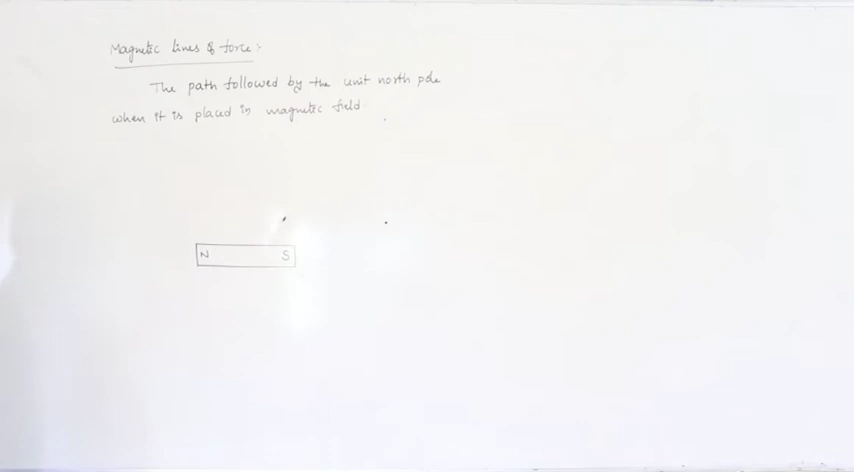 Magnetic lines of force :-
The path followed by the unit north pole
when it is placed in magnetic field.
N S